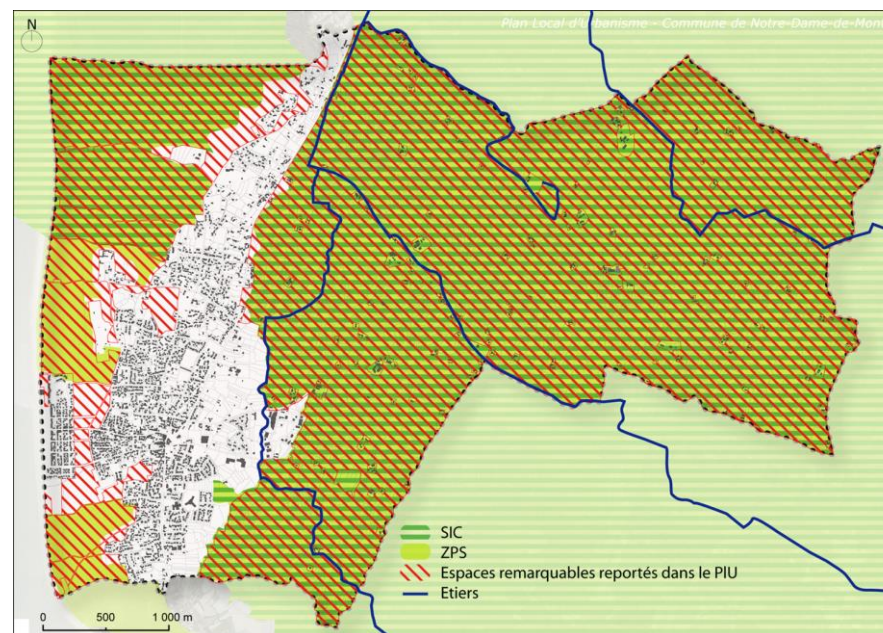 Plan Local d'Urbanisme - Commune de Notre-Dame-de-Mont
N
SIC
ZPS
Espaces remarquables reportés dans le PlU
Etiers
0 500 1 000 m